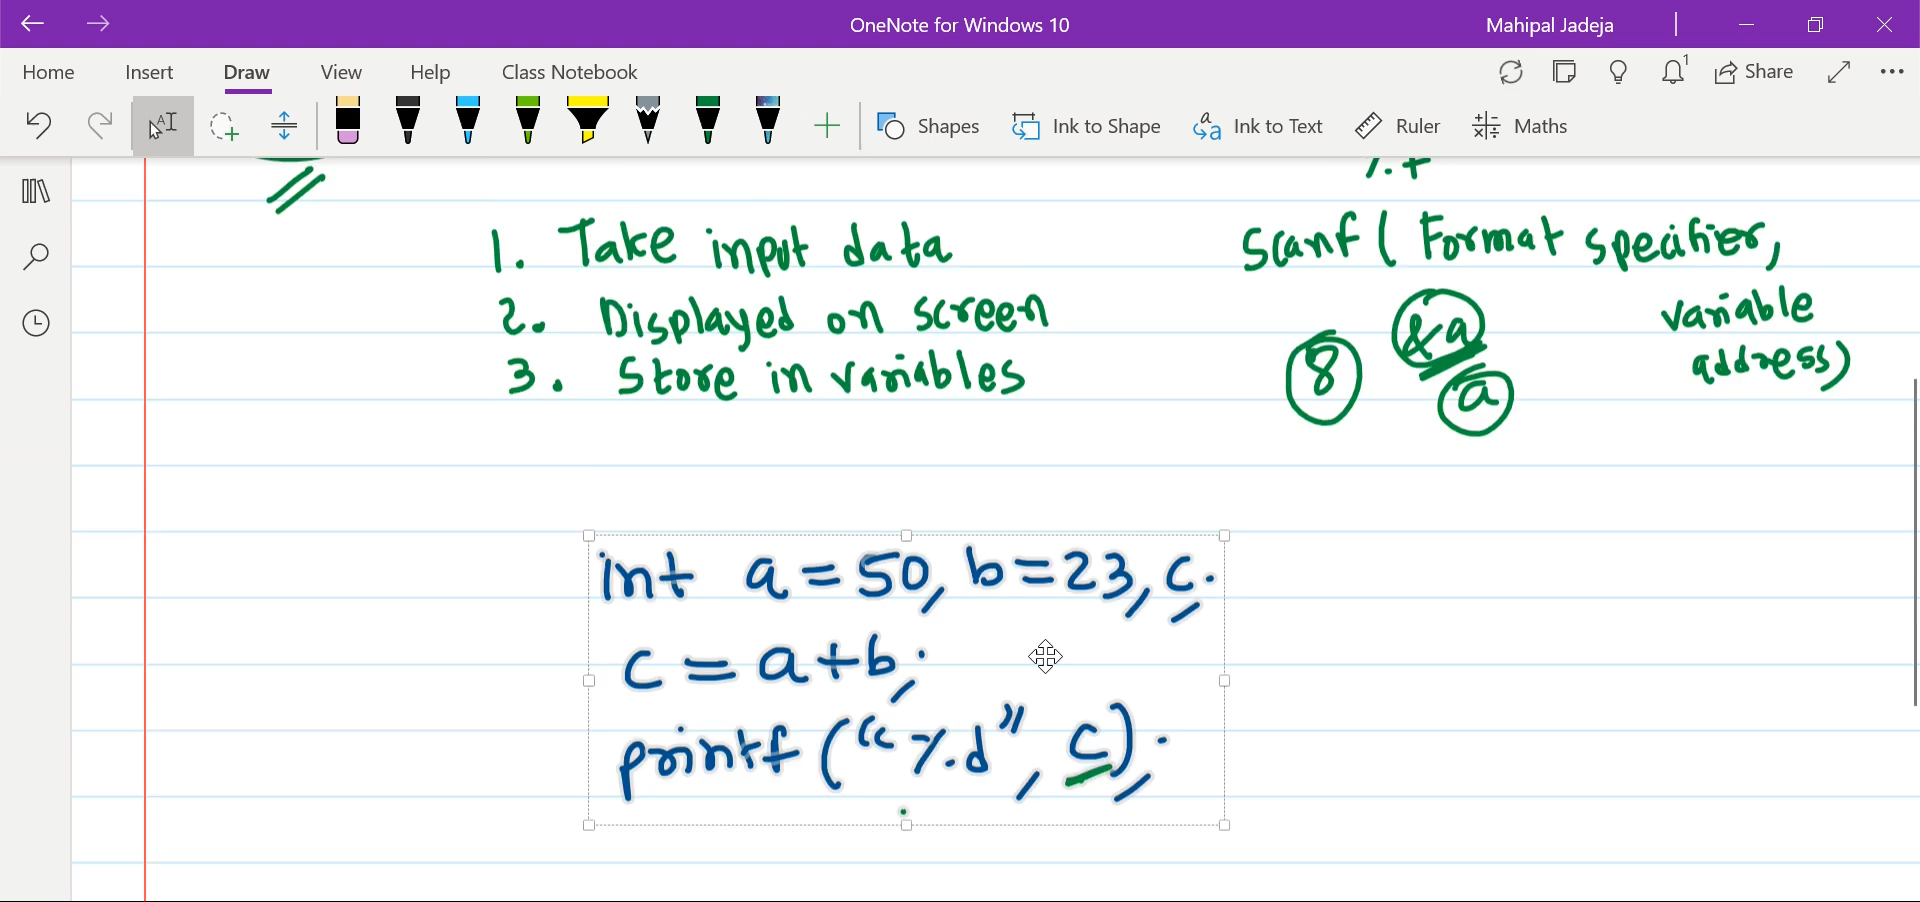 OneNote for Windows 10
Mahipal Jadeja
Home Insert Draw View Help Class Notebook
1 Share
Shapes Ink to Shape Ink to Text Ruler Maths
%f
1. Take input data
2. Displayed on screen
3. Store in variables
scanf ( Format specifier,
variable
address)
&a
8
a
int a = 50, b = 23, c;
c = a + b;
printf ( “ %d ”, c );